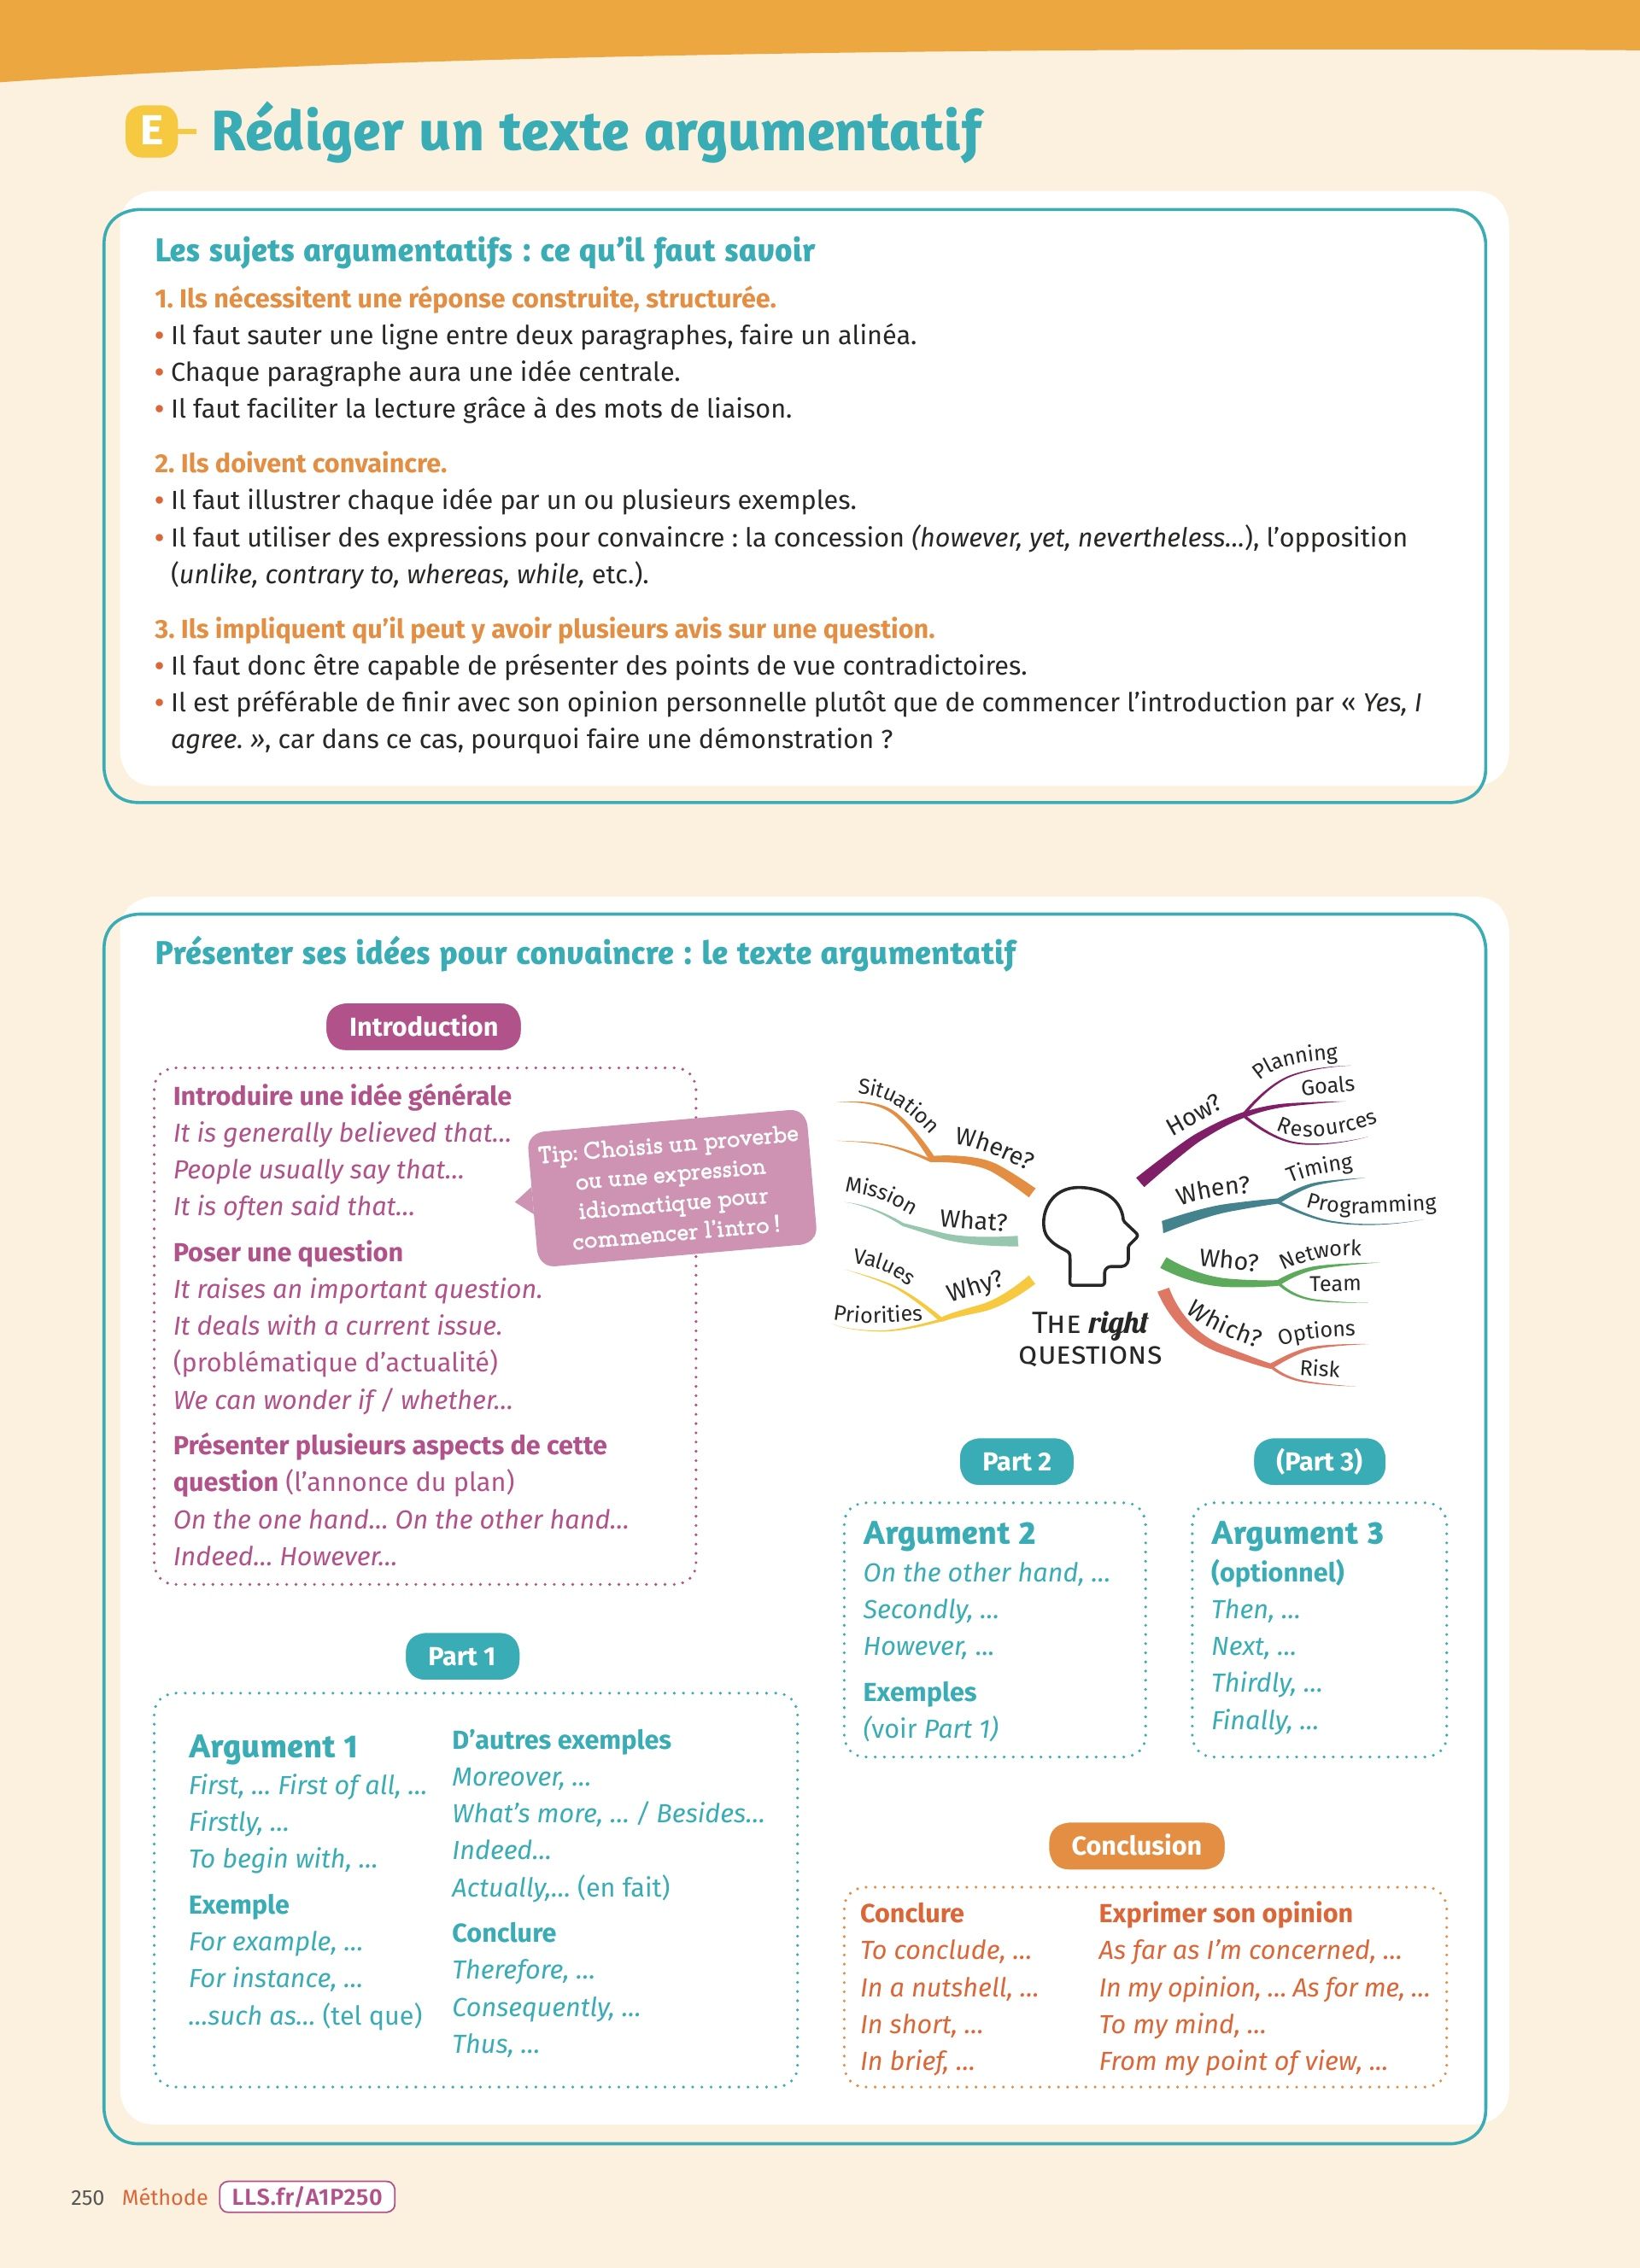 E
Rédiger un texte argumentatif
Les sujets argumentatifs : ce qu’il faut savoir
1. Ils nécessitent une réponse construite, structurée.
• Il faut sauter une ligne entre deux paragraphes, faire un alinéa.
• Chaque paragraphe aura une idée centrale.
• Il faut faciliter la lecture grâce à des mots de liaison.
2. Ils doivent convaincre.
• Il faut illustrer chaque idée par un ou plusieurs exemples.
• Il faut utiliser des expressions pour convaincre : la concession (however, yet, nevertheless…), l’opposition
(unlike, contrary to, whereas, while, etc.).
3. Ils impliquent qu’il peut y avoir plusieurs avis sur une question.
• Il faut donc être capable de présenter des points de vue contradictoires.
• Il est préférable de finir avec son opinion personnelle plutôt que de commencer l’introduction par « Yes, I
agree. », car dans ce cas, pourquoi faire une démonstration ?
Présenter ses idées pour convaincre : le texte argumentatif
Introduction
Introduire une idée générale
It is generally believed that…
People usually say that…
It is often said that…
Tip: Choisis un proverbe
ou une expression
idiomatique pour
commencer l’intro !
Poser une question
It raises an important question.
It deals with a current issue.
(problématique d’actualité)
We can wonder if / whether…
Présenter plusieurs aspects de cette
question (l’annonce du plan)
On the one hand… On the other hand…
Indeed… However…
Situation
Where?
Mission
What?
Values
Why?
Priorities
THE right
QUESTIONS
How?
Planning
Goals
Resources
When?
Timing
Programming
Who?
Network
Team
Which?
Options
Risk
Part 1
Argument 1
First, … First of all, …
Firstly, …
To begin with, …
Exemple
For example, …
For instance, …
…such as… (tel que)
D’autres exemples
Moreover, …
What’s more, … / Besides…
Indeed…
Actually,… (en fait)
Conclure
Therefore, …
Consequently, …
Thus, …
Part 2
Argument 2
On the other hand, …
Secondly, …
However, …
Exemples
(voir Part 1)
(Part 3)
Argument 3
(optionnel)
Then, …
Next, …
Thirdly, …
Finally, …
Conclusion
Conclure
To conclude, …
In a nutshell, …
In short, …
In brief, …
Exprimer son opinion
As far as I’m concerned, …
In my opinion, … As for me, …
To my mind, …
From my point of view, …
250 Méthode LLS.fr/A1P250